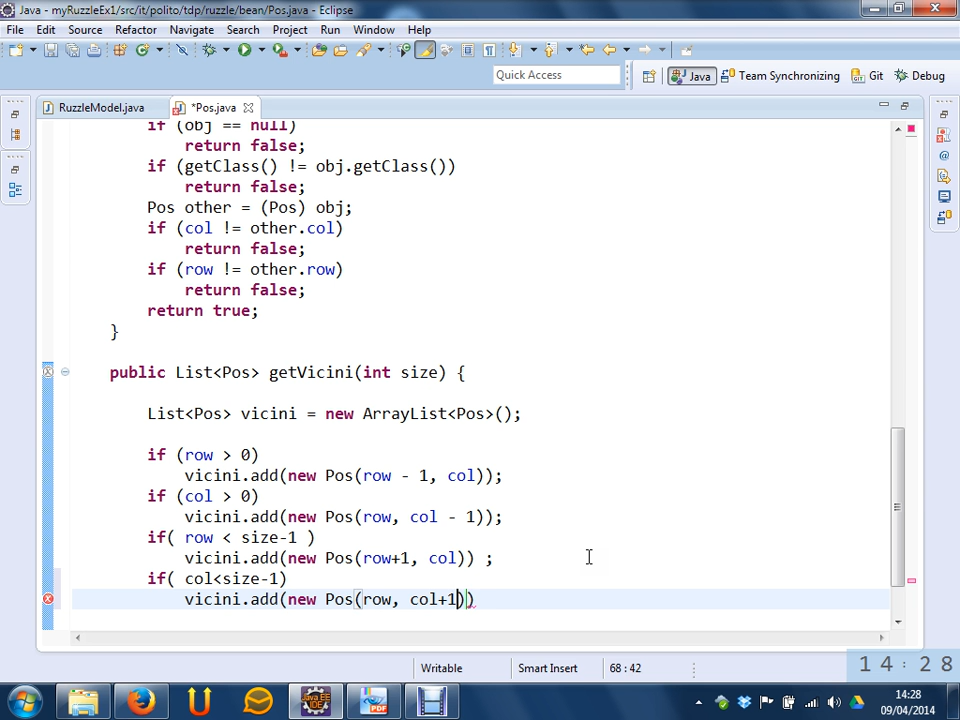 Java - myRuzzleEx1/src/it/polito/tdp/ruzzle/bean/Pos.java - Eclipse
File Edit Source Refactor Navigate Search Project Run Window Help
Quick Access
Java Team Synchronizing Git Debug
RuzzleModel.java *Pos.java
if (obj == null)
return false;
if (getClass() != obj.getClass())
return false;
Pos other = (Pos) obj;
if (col != other.col)
return false;
if (row != other.row)
return false;
return true;
}
public List<Pos> getVicini(int size) {
List<Pos> vicini = new ArrayList<Pos>();
if (row > 0)
vicini.add(new Pos(row - 1, col));
if (col > 0)
vicini.add(new Pos(row, col - 1));
if( row < size-1 )
vicini.add(new Pos(row+1, col)) ;
if( col<size-1)
vicini.add(new Pos(row, col+1))
Writable Smart Insert 68 : 42
14:28
14:28
09/04/2014